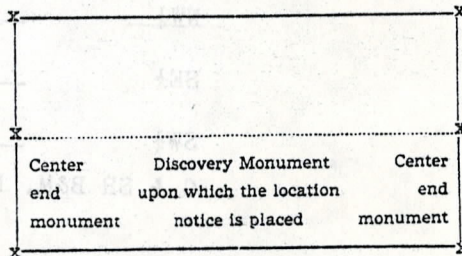 X X
X X
Center Discovery Monument Center
end upon which the location end
monument notice is placed monument
X X